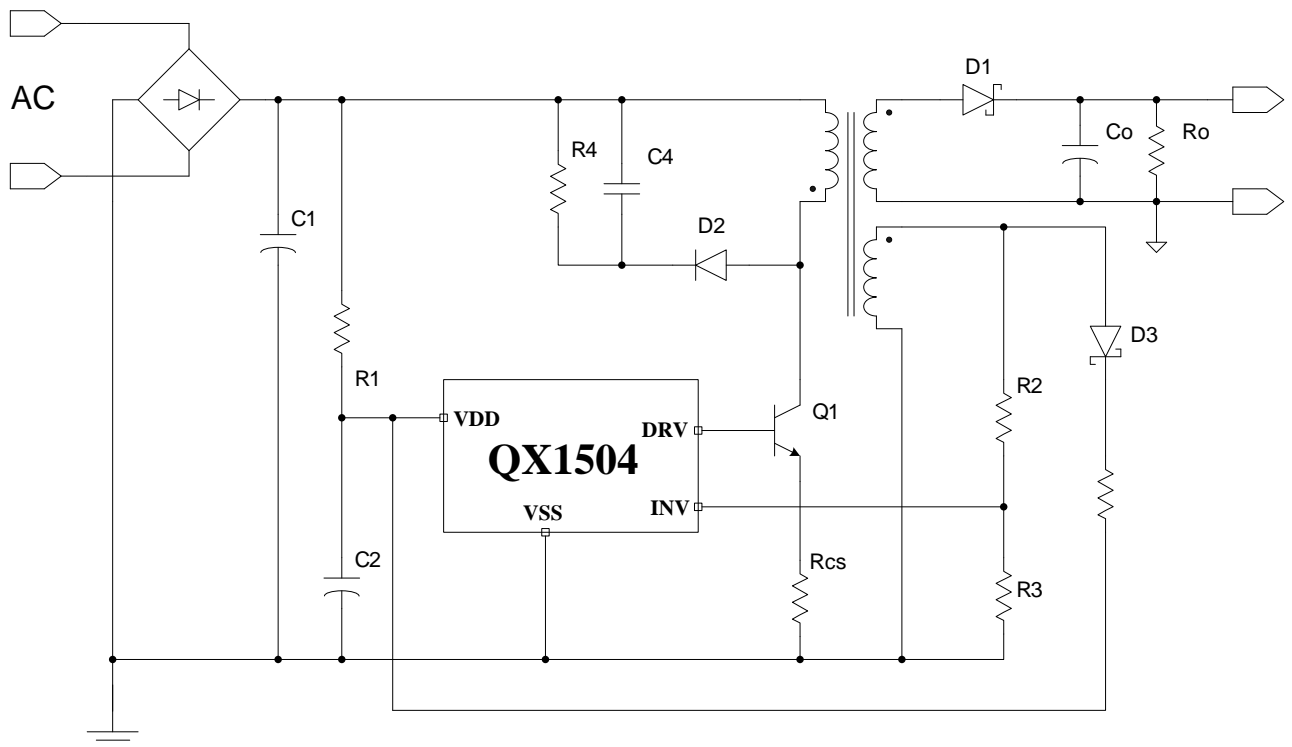 D1
AC
Co
Ro
R4
C4
C1
D2
D3
R1
R2
Q1
VDD
DRV
QX1504
INV
VSS
C2
Rcs
R3